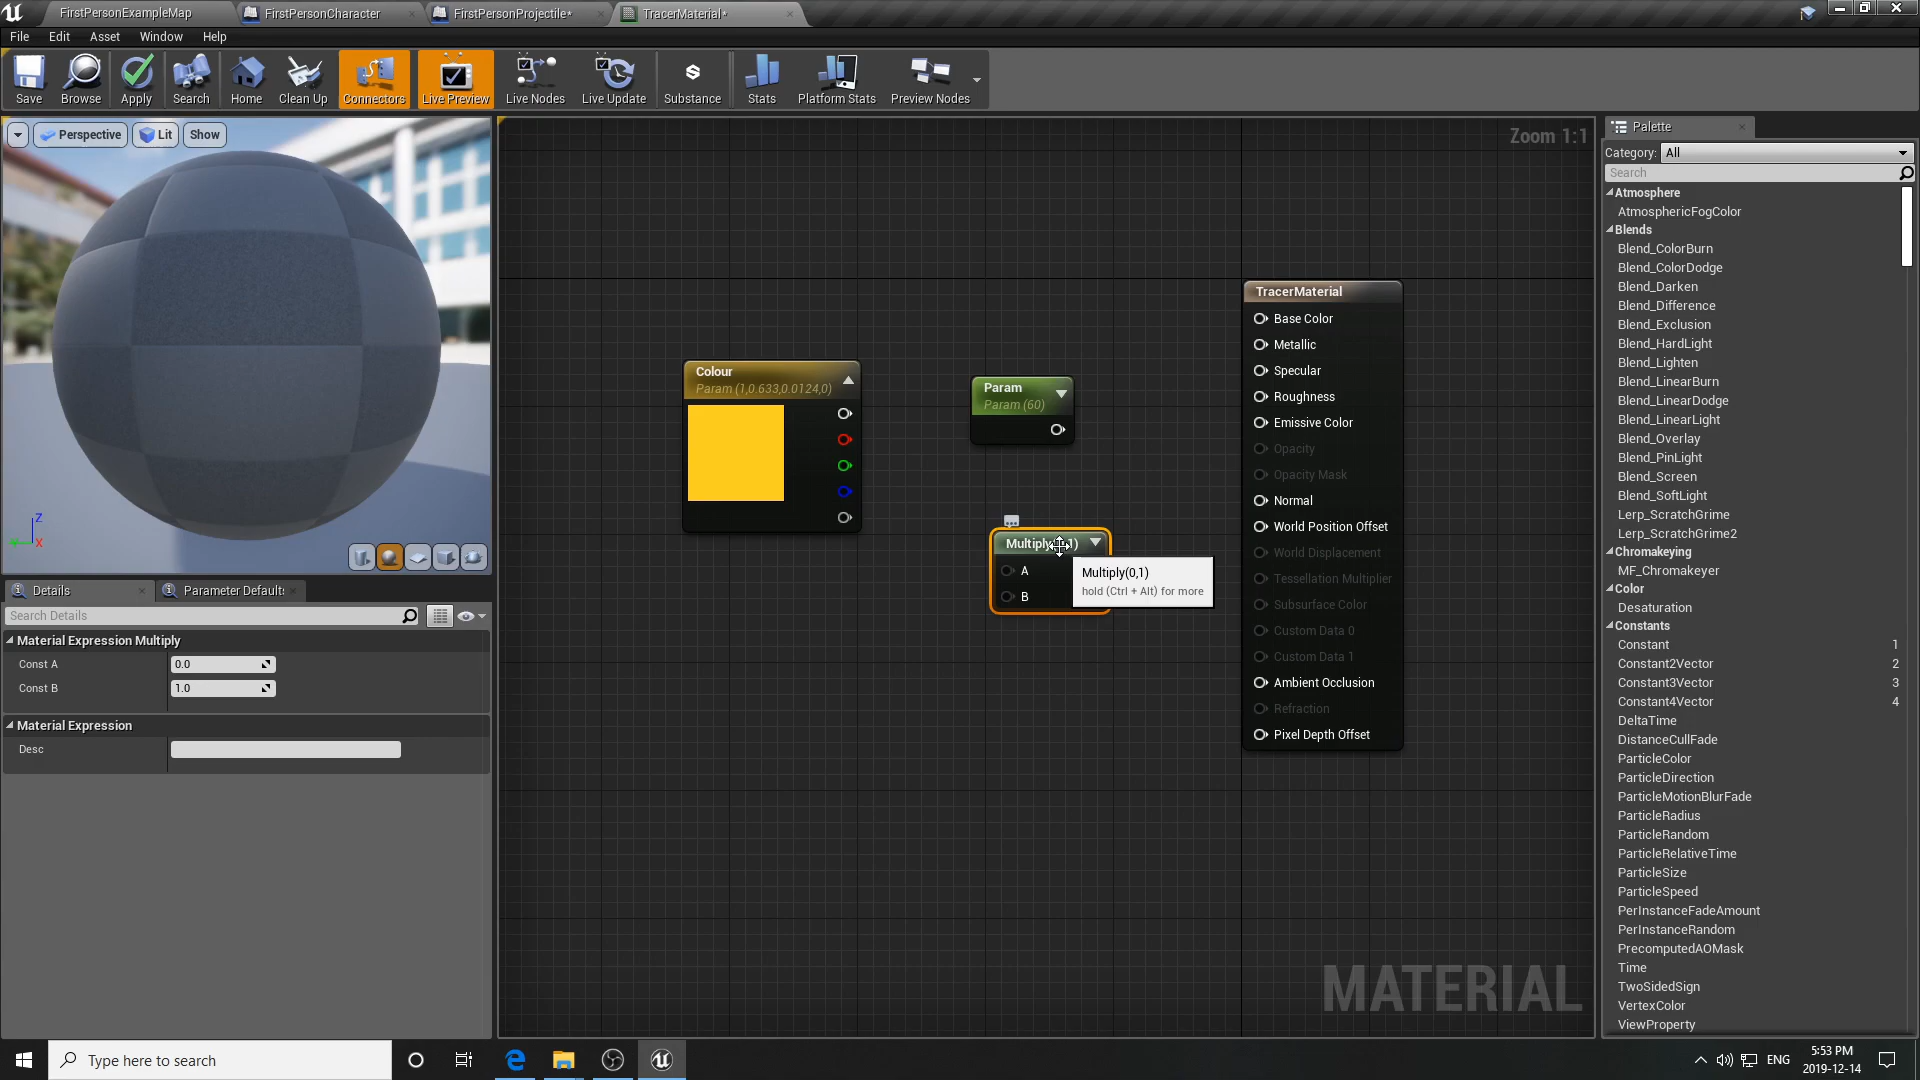 FirstPersonExampleMap
FirstPersonCharacter
FirstPersonProjectile*
TracerMaterial*
File
Edit
Asset
Window
Help
Save
Browse
Apply
Search
Home
Clean Up
Connectors
Live Preview
Live Nodes
Live Update
Substance
Stats
Platform Stats
Preview Nodes
Perspective
Lit
Show
Z
X
Details
Parameter Default:
Search Details
Material Expression Multiply
Const A
0.0
Const B
1.0
Material Expression
Desc
Zoom 1:1
Colour
Param (1,0.633,0.0124,0)
Param
Param (60)
Multiply(0,1)
A
B
Multiply(0,1)
hold (Ctrl + Alt) for more
TracerMaterial
Base Color
Metallic
Specular
Roughness
Emissive Color
Opacity
Opacity Mask
Normal
World Position Offset
World Displacement
Tessellation Multiplier
Subsurface Color
Custom Data 0
Custom Data 1
Ambient Occlusion
Refraction
Pixel Depth Offset
MATERIAL
Palette
Category: All
Search
Atmosphere
AtmosphericFogColor
Blends
Blend_ColorBurn
Blend_ColorDodge
Blend_Darken
Blend_Difference
Blend_Exclusion
Blend_HardLight
Blend_Lighten
Blend_LinearBurn
Blend_LinearDodge
Blend_LinearLight
Blend_Overlay
Blend_PinLight
Blend_Screen
Blend_SoftLight
Lerp_ScratchGrime
Lerp_ScratchGrime2
Chromakeying
MF_Chromakeyer
Color
Desaturation
Constants
Constant 1
Constant2Vector 2
Constant3Vector 3
Constant4Vector 4
DeltaTime
DistanceCullFade
ParticleColor
ParticleDirection
ParticleMotionBlurFade
ParticleRadius
ParticleRandom
ParticleRelativeTime
ParticleSize
ParticleSpeed
PerInstanceFadeAmount
PerInstanceRandom
PrecomputedAOMask
Time
TwoSidedSign
VertexColor
ViewProperty
Type here to search
ENG
5:53 PM
2019-12-14